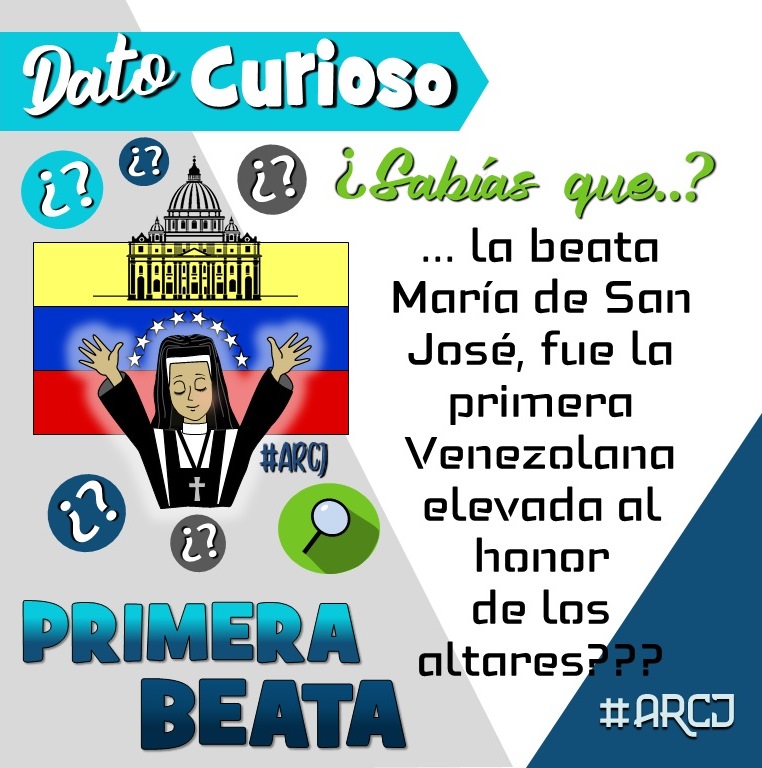 Dato Curioso
¿?
¿?
¿?
¿Sabías que..?
... la beata
María de San
José, fue la
primera
Venezolana
elevada al
honor
de los
altares???
#ARCJ
¿?
¿?
PRIMERA
BEATA
#ARCJ